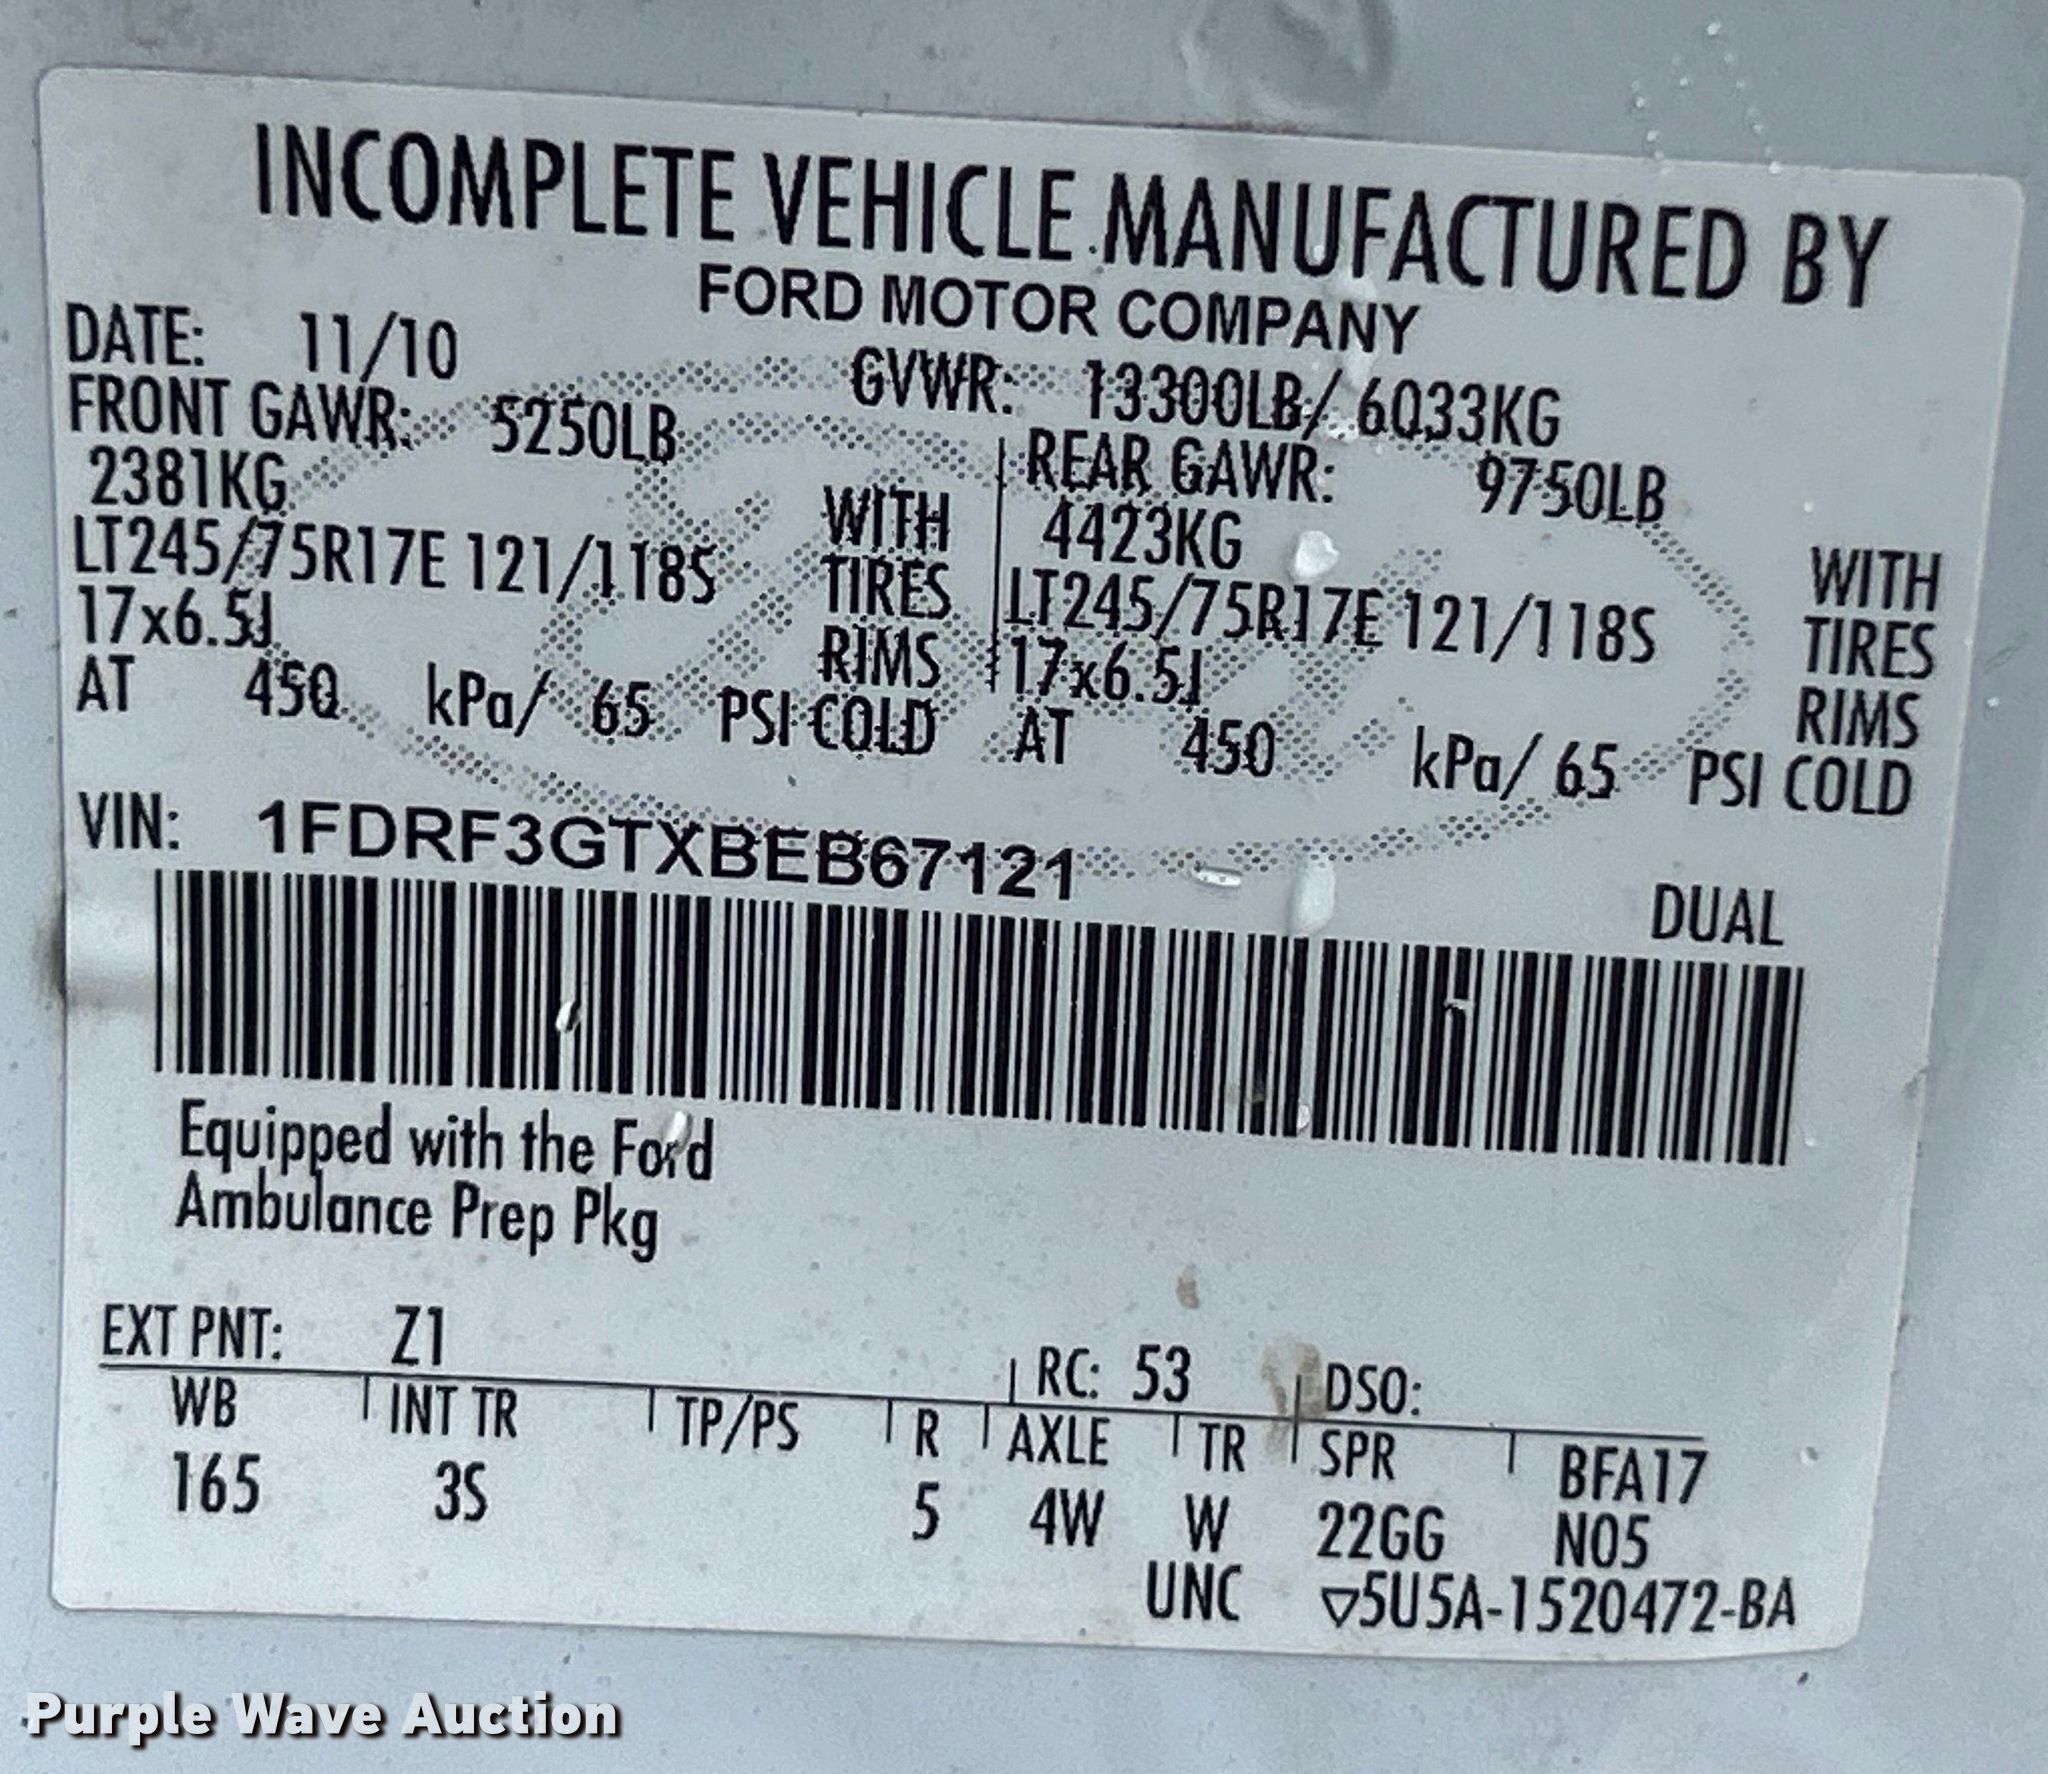 INCOMPLETE VEHICLE MANUFACTURED BY
FORD MOTOR COMPANY
DATE: 11/10 GVWR: 13300LB/ 6033KG
FRONT GAWR: 5250LB REAR GAWR: 9750LB
2381KG WITH 4423KG WITH
LT245/75R17E 121/118S TIRES LT245/75R17E 121/118S TIRES
17x6.5J RIMS 17x6.5J RIMS
AT 450 kPa/ 65 PSI COLD AT 450 kPa/ 65 PSI COLD
VIN: 1FDRF3GTXBEB67121
DUAL
Equipped with the Ford
Ambulance Prep Pkg
EXT PNT: Z1 RC: 53 DSO:
WB INT TR TP/PS R AXLE TR SPR BFA17
165 3S 5 4W W 22GG N05
UNC ▽5U5A-1520472-BA
Purple Wave Auction